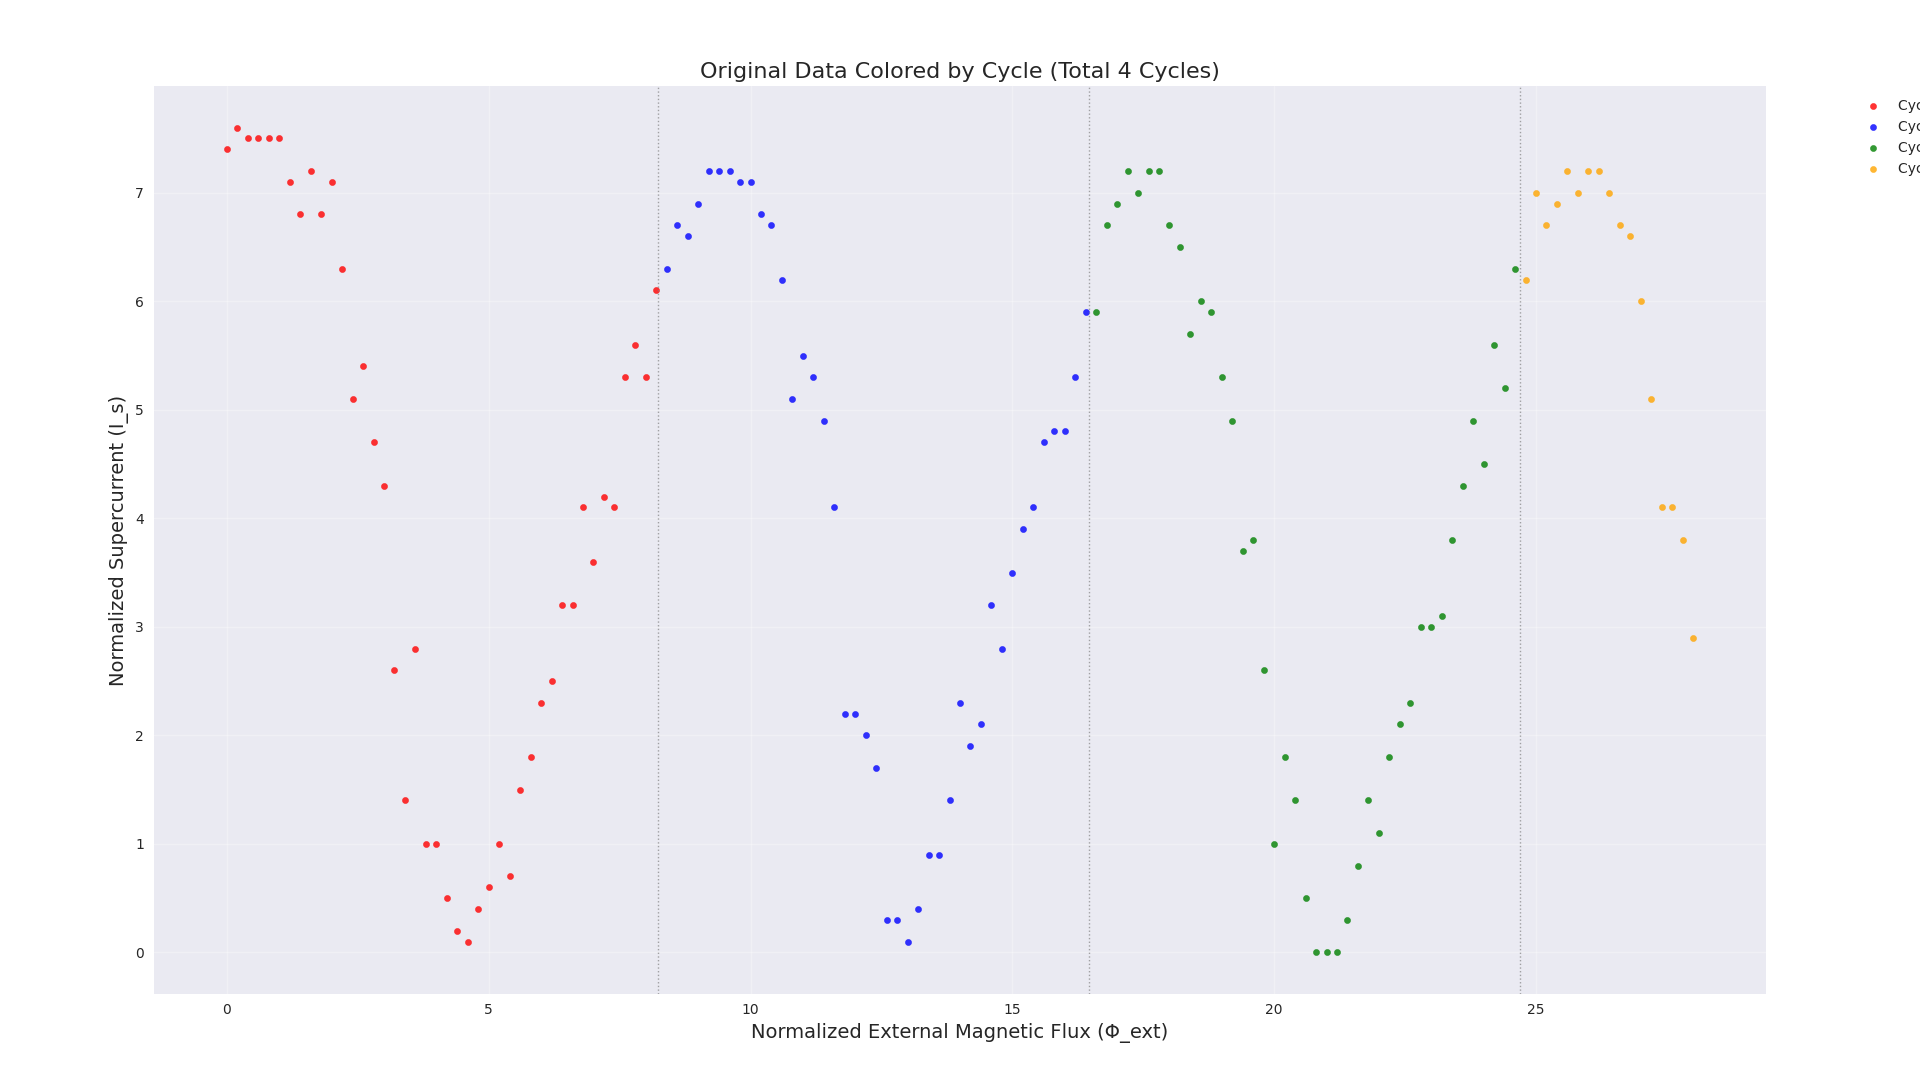 Original Data Colored by Cycle (Total 4 Cycles)
Cyc
Cyc
Cyc
Cyc
7
6
5
4
3
2
1
0
Normalized Supercurrent (I_s)
0 5 10 15 20 25
Normalized External Magnetic Flux (Φ_ext)